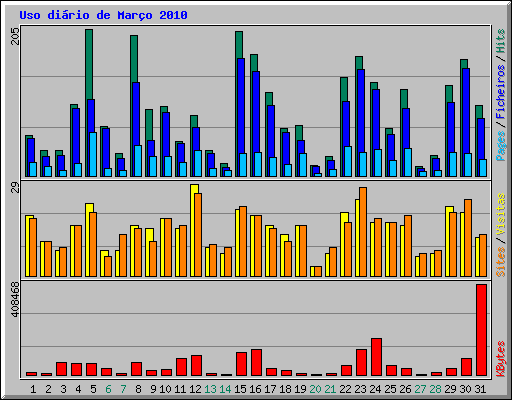 Uso diário de Março 2010
205
Pages / Ficheiros / Hits
29
Sites / Visitas
408468
KBytes
1 2 3 4 5 6 7 8 9 10 11 12 13 14 15 16 17 18 19 20 21 22 23 24 25 26 27 28 29 30 31